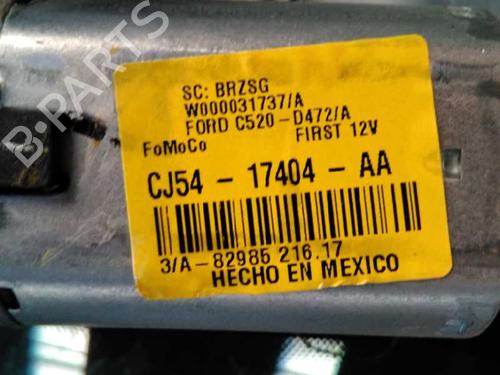 SC: BRZSG
W000031737/A
FORD C520-D472/A
FoMoCo FIRST 12V
CJ54 - 17404 - AA
3/A-82985 216.17
HECHO EN MEXICO
B-PARTS